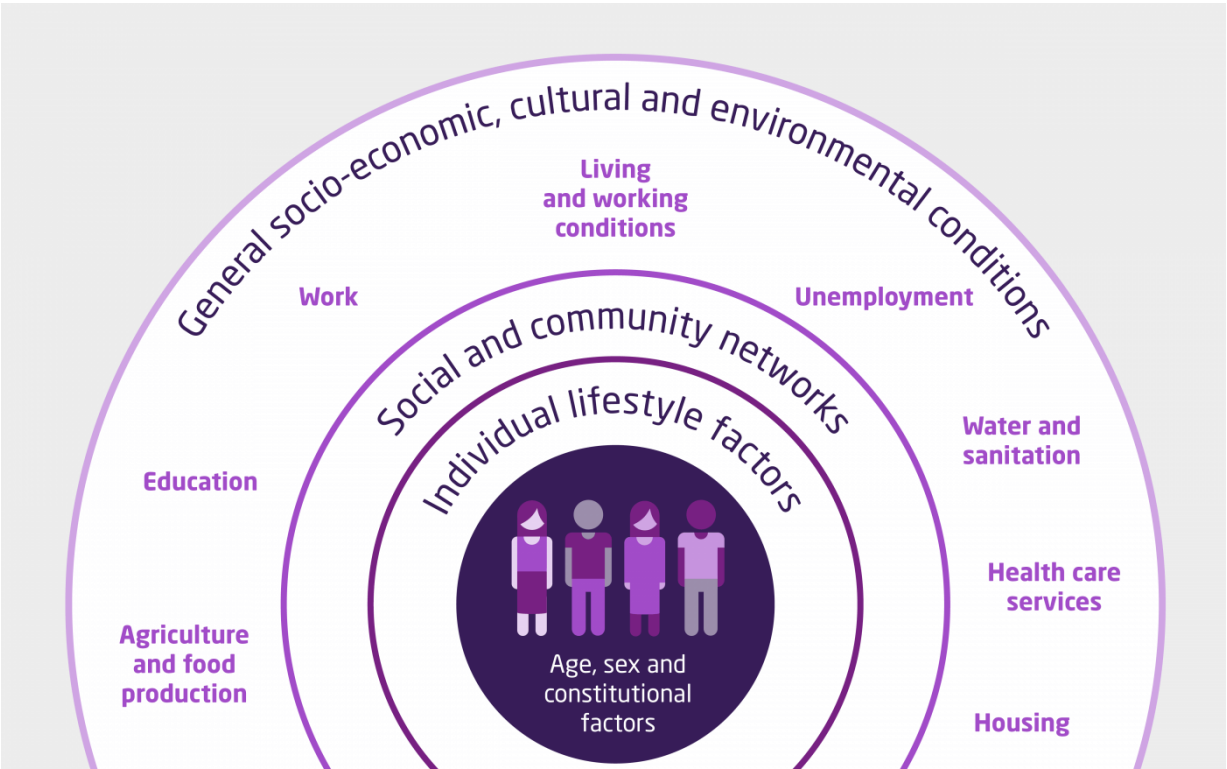 General socio-economic, cultural and environmental conditions
Living
and working
conditions
Work
Unemployment
Social and community networks
Individual lifestyle factors
Water and
sanitation
Education
Health care
services
Agriculture
and food
production
Age, sex and
constitutional
factors
Housing